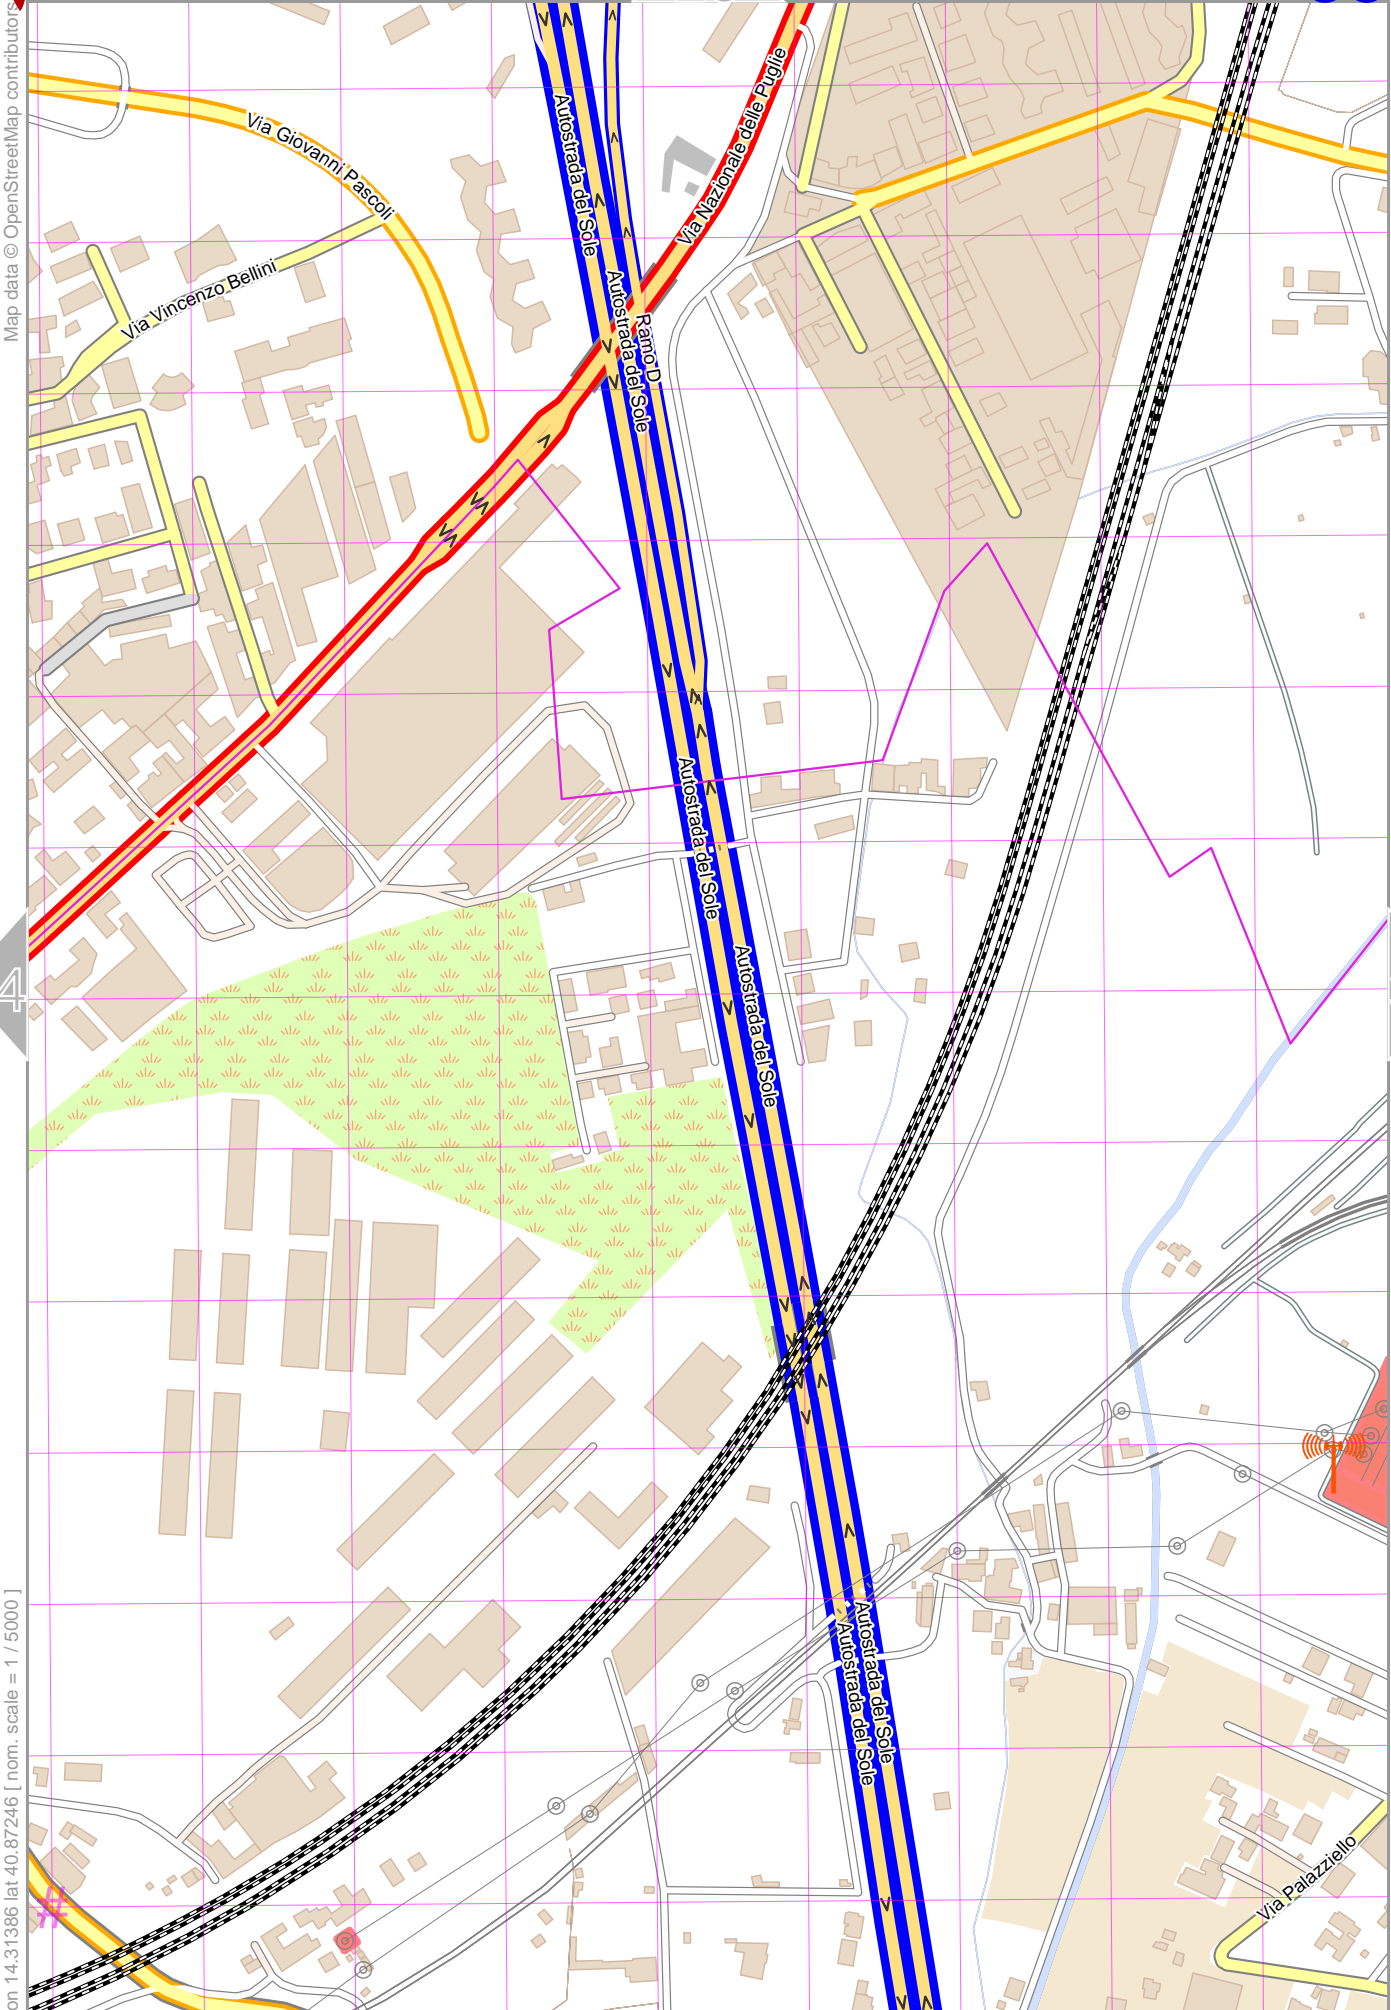 Map data © OpenStreetMap contributors
Autostrada del Sole
Via Nazionale delle Puglie
Via Giovanni Pascoli
Via Vincenzo Bellini
Autostrada del Sole
Ramo D
Autostrada del Sole
Autostrada del Sole
4
Autostrada del Sole
Autostrada del Sole
Via Palazziello
#
on 14.31386 lat 40.87246 [ nom. scale = 1 / 5000 ]